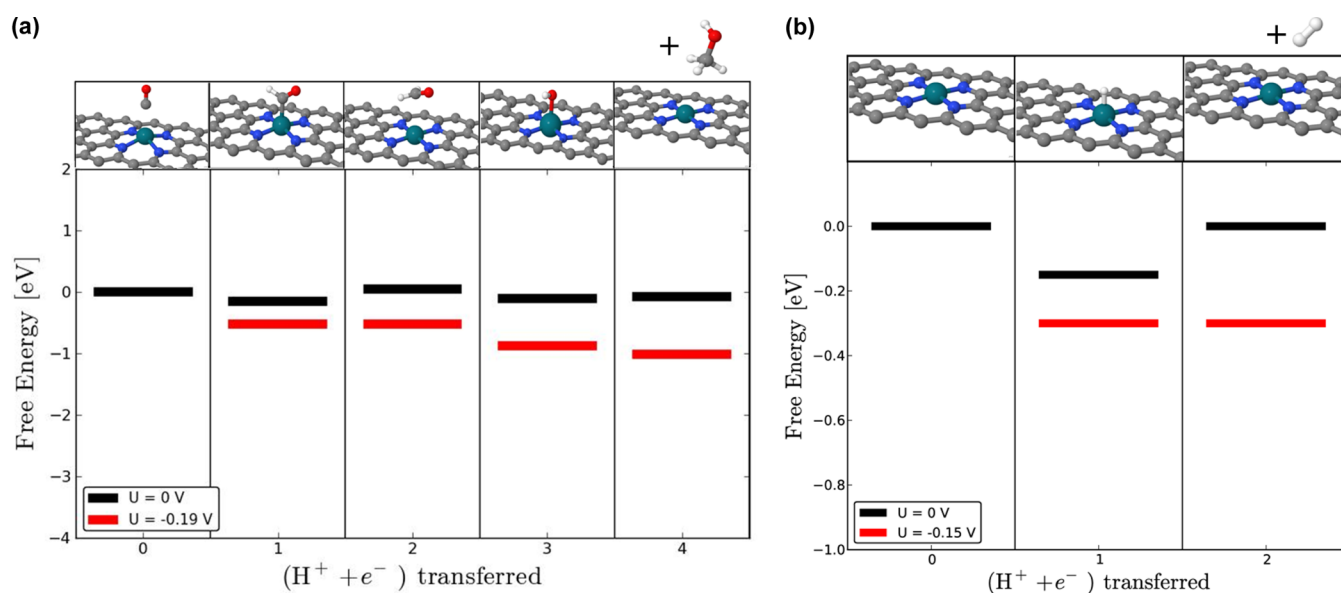 (a)
+
2
1
0
−1
−2
−3
−4
Free Energy [eV]
U = 0 V
U = -0.19 V
0 1 2 3 4
(H⁺ + e⁻ ) transferred
(b)
+
0.0
−0.2
−0.4
−0.6
−0.8
−1.0
Free Energy [eV]
U = 0 V
U = -0.15 V
0 1 2
(H⁺ + e⁻ ) transferred